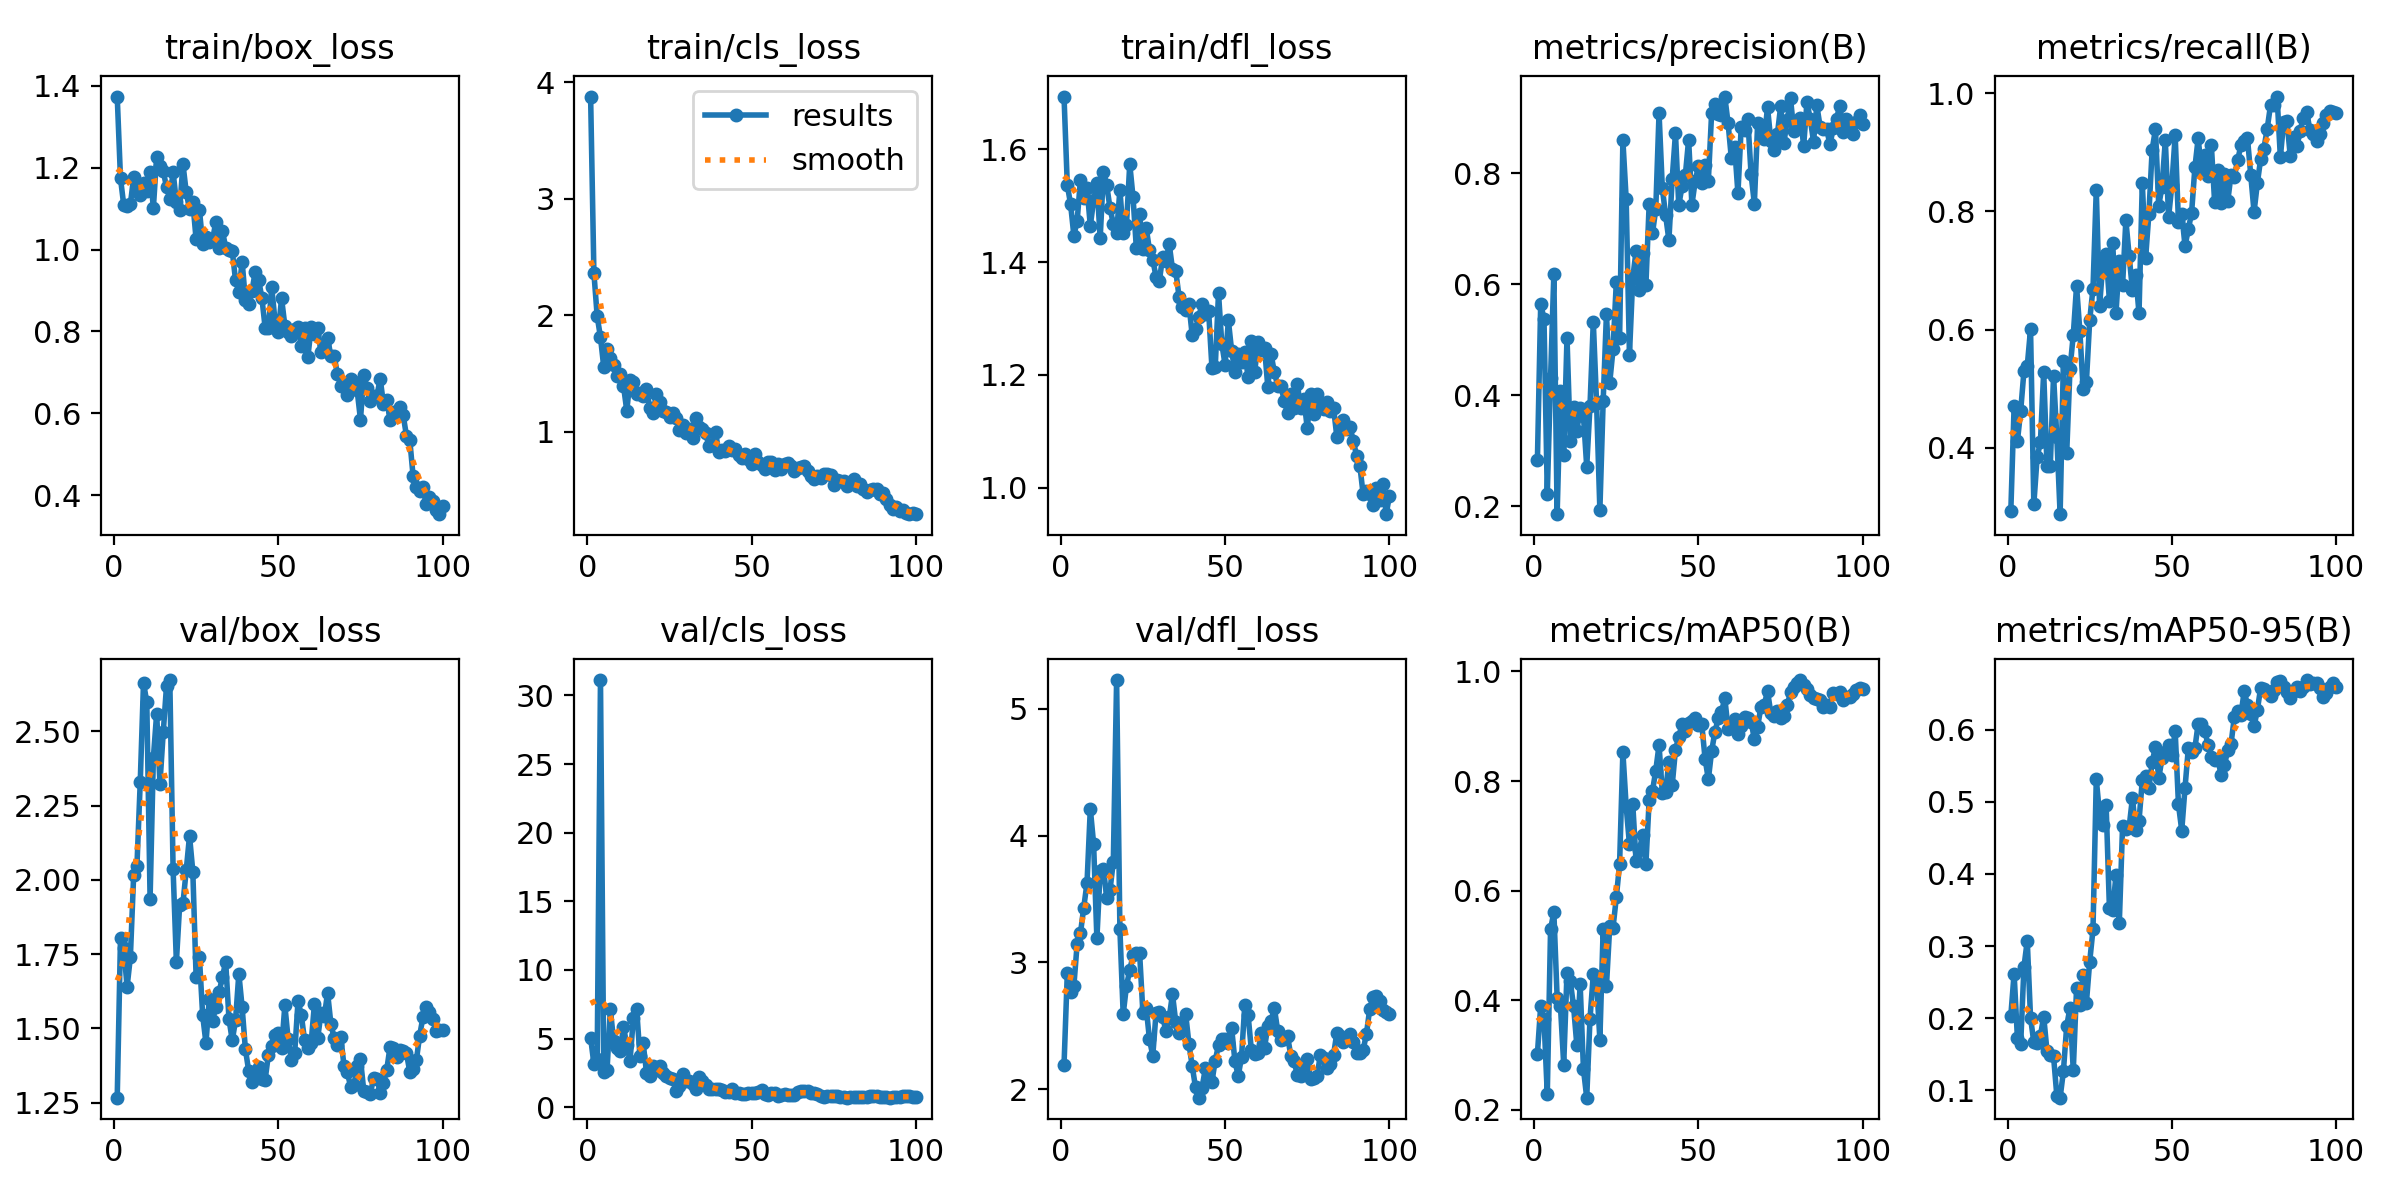 train/box_loss
1.4
1.2
1.0
0.8
0.6
0.4
0 50 100
train/cls_loss
results
smooth
4
3
2
1
0 50 100
train/dfl_loss
1.6
1.4
1.2
1.0
0 50 100
metrics/precision(B)
0.8
0.6
0.4
0.2
0 50 100
metrics/recall(B)
1.0
0.8
0.6
0.4
0 50 100
val/box_loss
2.50
2.25
2.00
1.75
1.50
1.25
0 50 100
val/cls_loss
30
25
20
15
10
5
0
0 50 100
val/dfl_loss
5
4
3
2
0 50 100
metrics/mAP50(B)
1.0
0.8
0.6
0.4
0.2
0 50 100
metrics/mAP50-95(B)
0.6
0.5
0.4
0.3
0.2
0.1
0 50 100